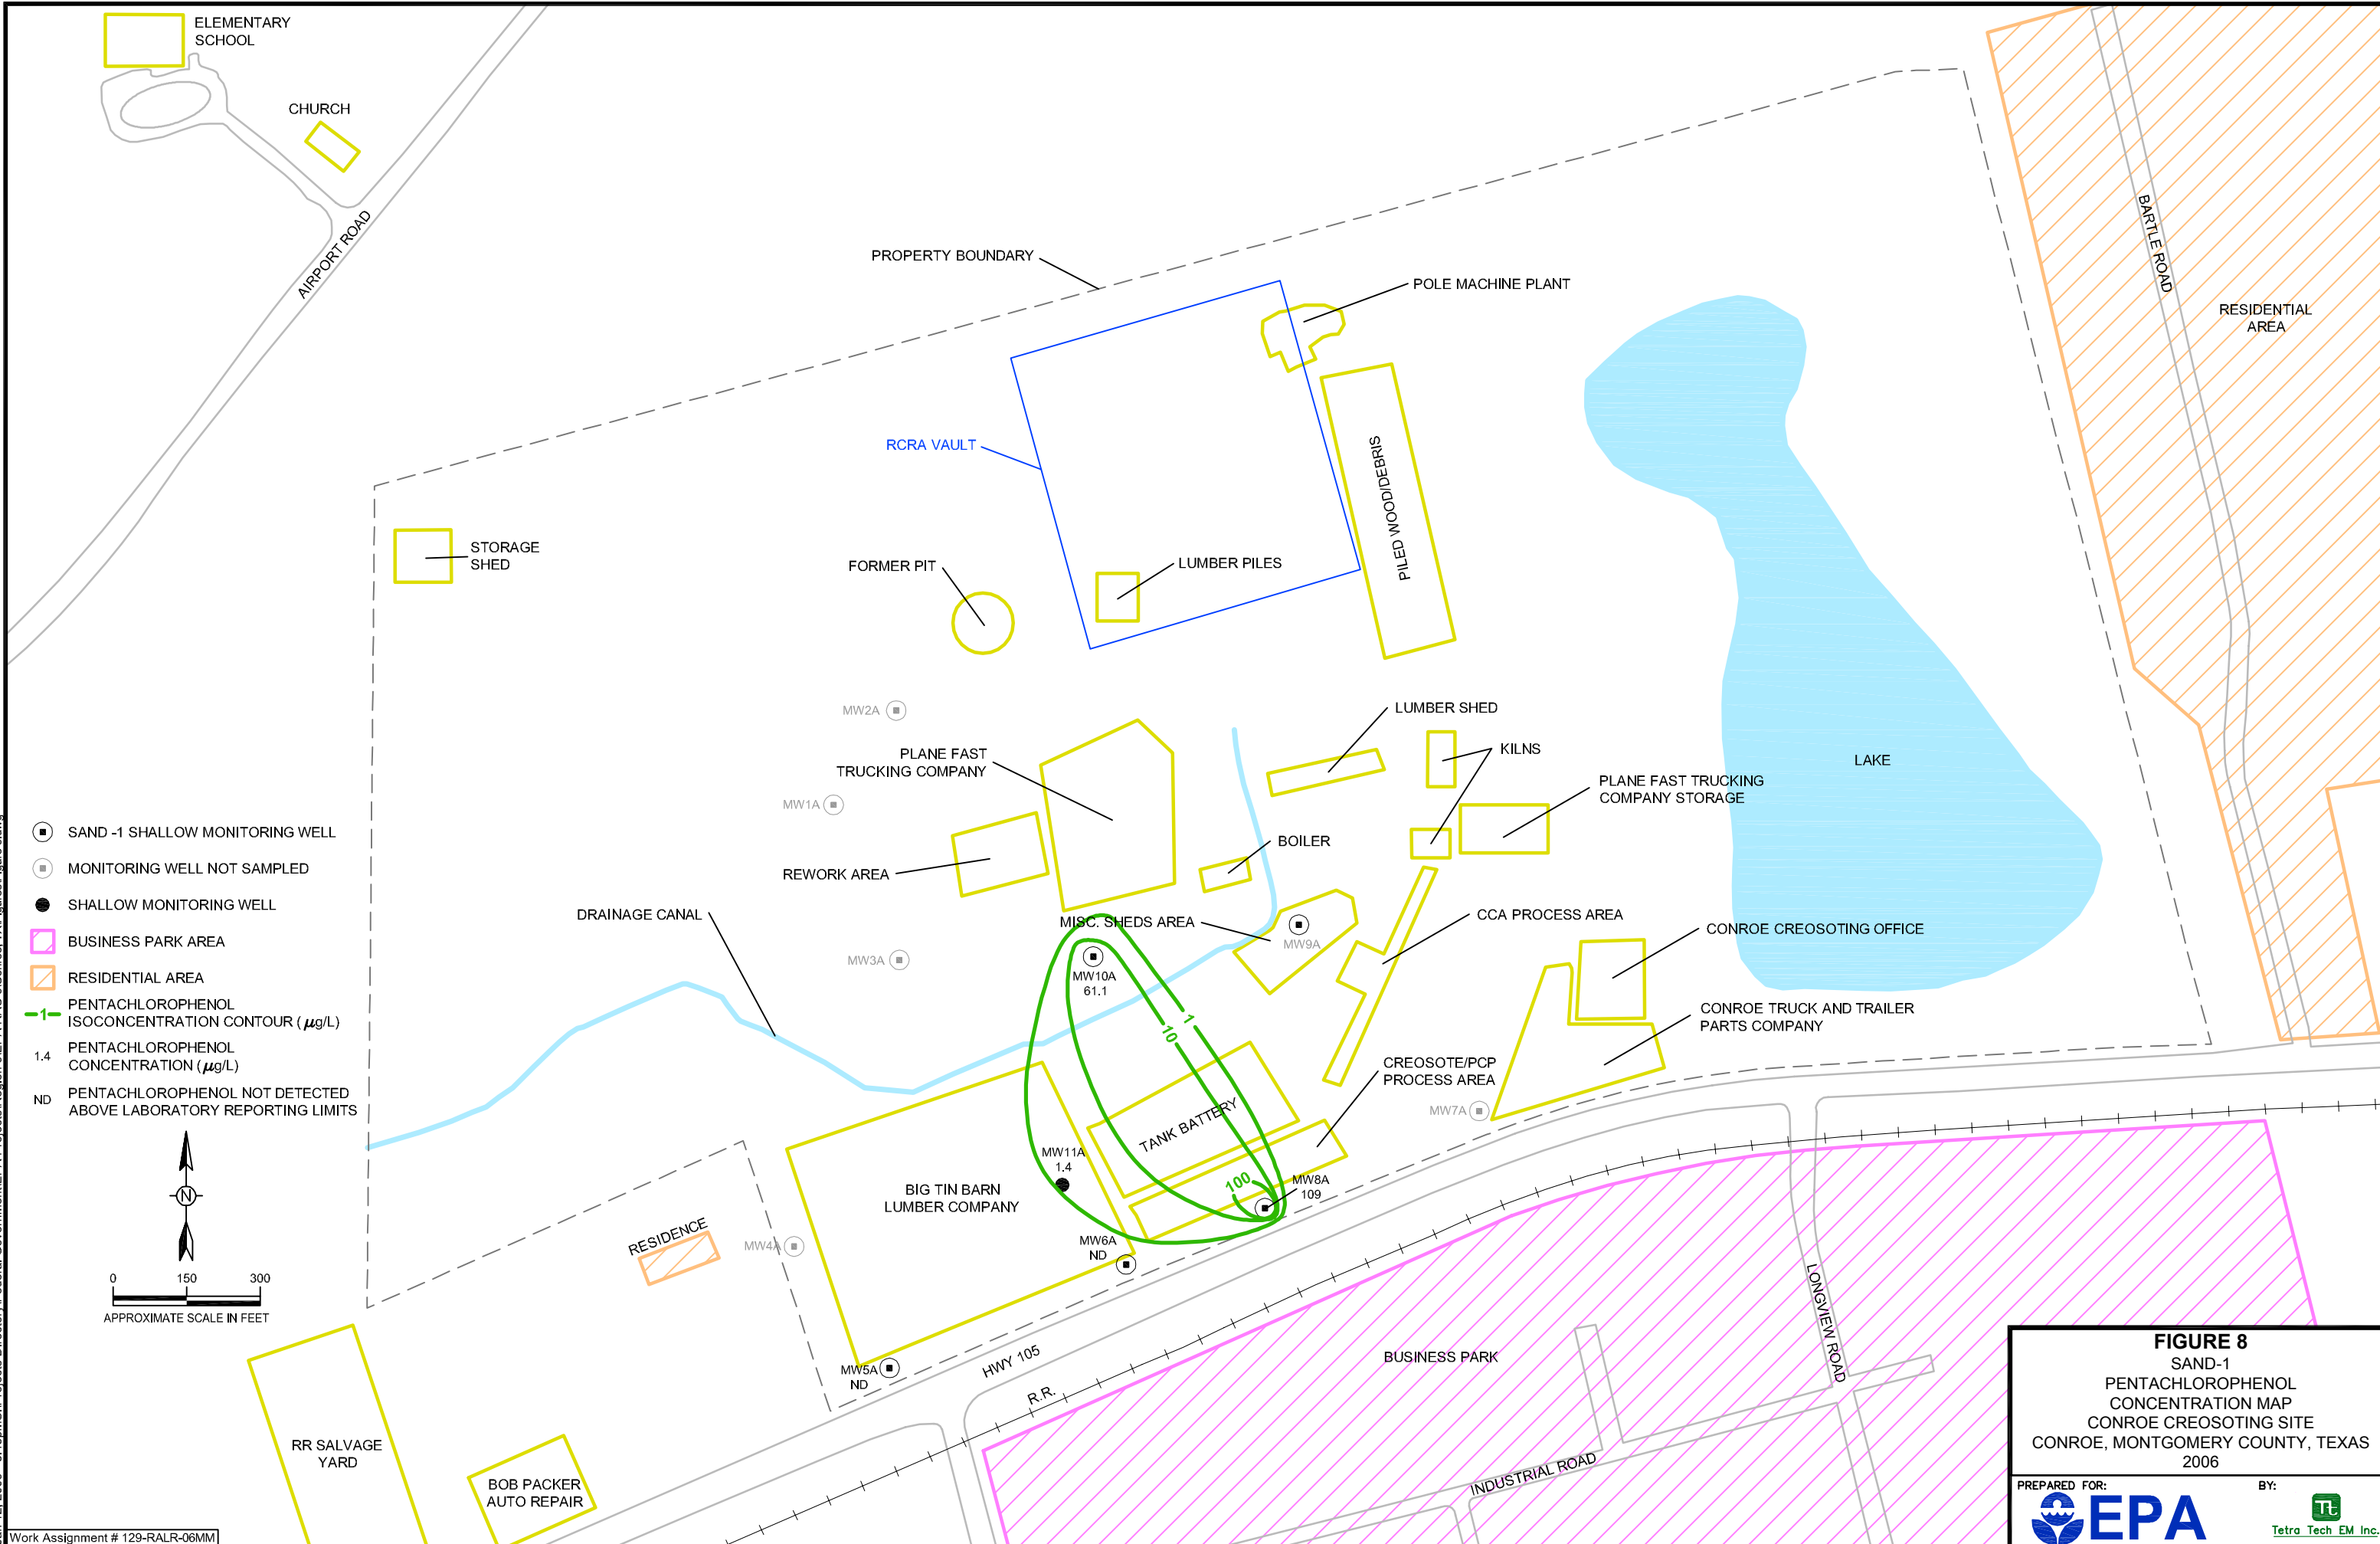 ELEMENTARY
SCHOOL
CHURCH
AIRPORT ROAD
PROPERTY BOUNDARY
POLE MACHINE PLANT
BARTLE ROAD
RESIDENTIAL
AREA
RCRA VAULT
PILED WOOD/DEBRIS
STORAGE
SHED
FORMER PIT
LUMBER PILES
MW2A
LUMBER SHED
PLANE FAST
TRUCKING COMPANY
KILNS
LAKE
PLANE FAST TRUCKING
COMPANY STORAGE
MW1A
BOILER
REWORK AREA
DRAINAGE CANAL
MISC. SHEDS AREA
CCA PROCESS AREA
CONROE CREOSOTING OFFICE
MW9A
MW3A
MW10A
61.1
1
10
CONROE TRUCK AND TRAILER
PARTS COMPANY
CREOSOTE/PCP
PROCESS AREA
MW7A
TANK BATTERY
MW11A
1.4
100
MW8A
109
BIG TIN BARN
LUMBER COMPANY
RESIDENCE
MW4A
MW6A
ND
MW5A
ND
HWY 105
R.R.
BUSINESS PARK
LONGVIEW ROAD
INDUSTRIAL ROAD
RR SALVAGE
YARD
BOB PACKER
AUTO REPAIR
SAND -1 SHALLOW MONITORING WELL
MONITORING WELL NOT SAMPLED
SHALLOW MONITORING WELL
BUSINESS PARK AREA
RESIDENTIAL AREA
1 PENTACHLOROPHENOL
ISOCONCENTRATION CONTOUR (µg/L)
1.4 PENTACHLOROPHENOL
CONCENTRATION (µg/L)
ND PENTACHLOROPHENOL NOT DETECTED
ABOVE LABORATORY REPORTING LIMITS
N
0 150 300
APPROXIMATE SCALE IN FEET
Work Assignment # 129-RALR-06MM
FIGURE 8
SAND-1
PENTACHLOROPHENOL
CONCENTRATION MAP
CONROE CREOSOTING SITE
CONROE, MONTGOMERY COUNTY, TEXAS
2006
PREPARED FOR: BY:
EPA
Tt
Tetra Tech EM Inc.